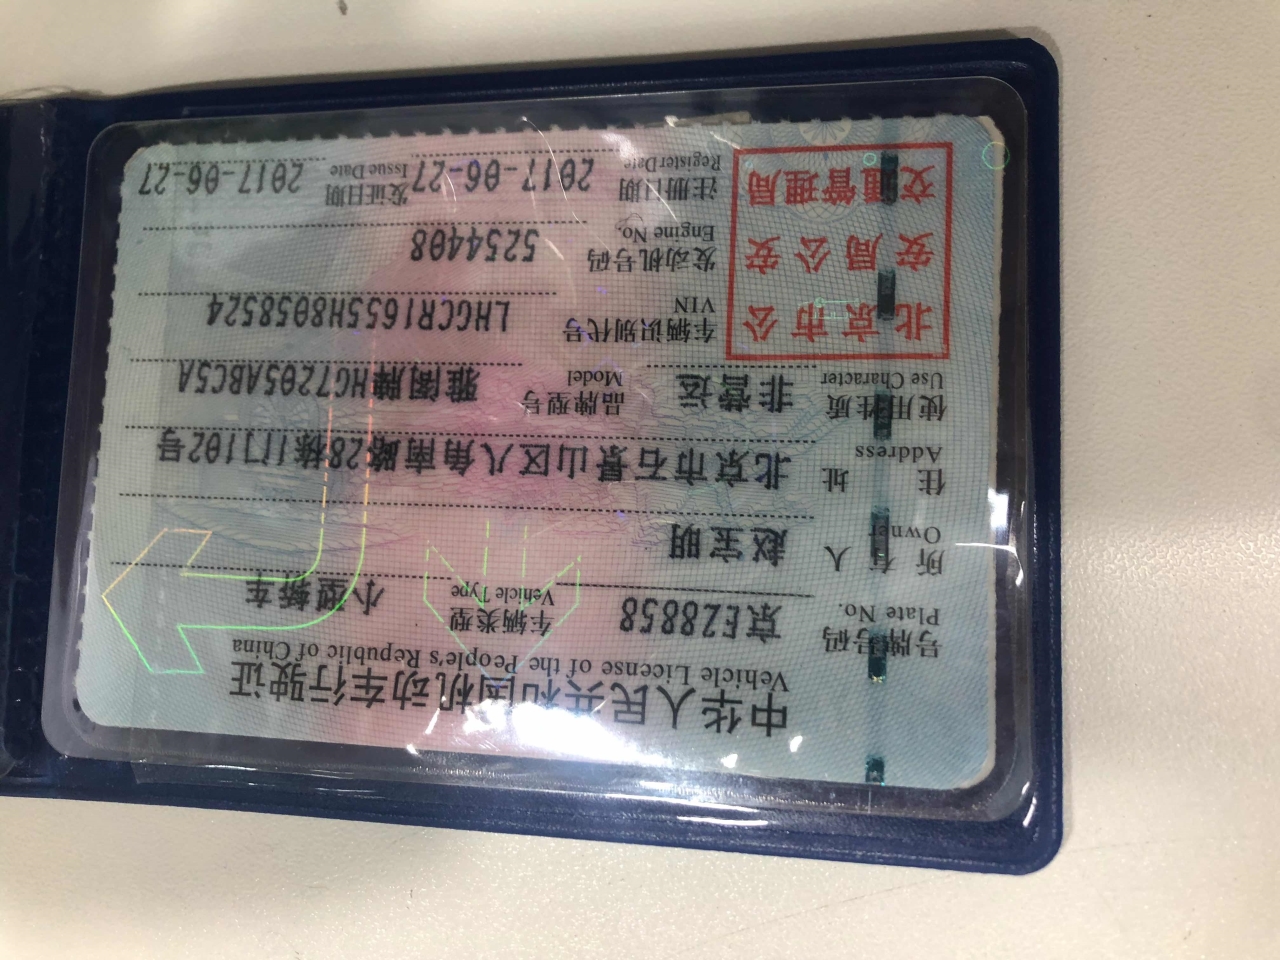 中华人民共和国机动车行驶证
Vehicle License of the People's Republic of China
号牌号码 京EZ8858 车辆类型 小型轿车
Plate No. Vehicle Type
所有人 赵宝明
Owner
住址 北京市石景山区八角南路28栋11门102号
Address
使用性质 非营运 品牌型号 雅阁牌HG7205ABC5A
Use Character Model
北京市公
安局公安
交通管理局
车辆识别代号 LHGCR1655H8058524
VIN
发动机号码 5254408
Engine No.
注册日期 2017-06-27 发证日期 2017-06-27
Register Date Issue Date